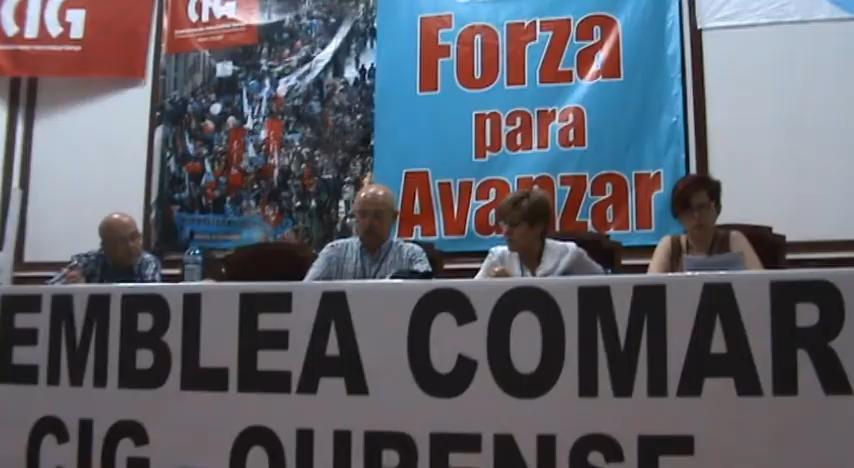 CIG
CIG
Forza
para
Avanzar
EMBLEA COMAR
CIG - OURENSE